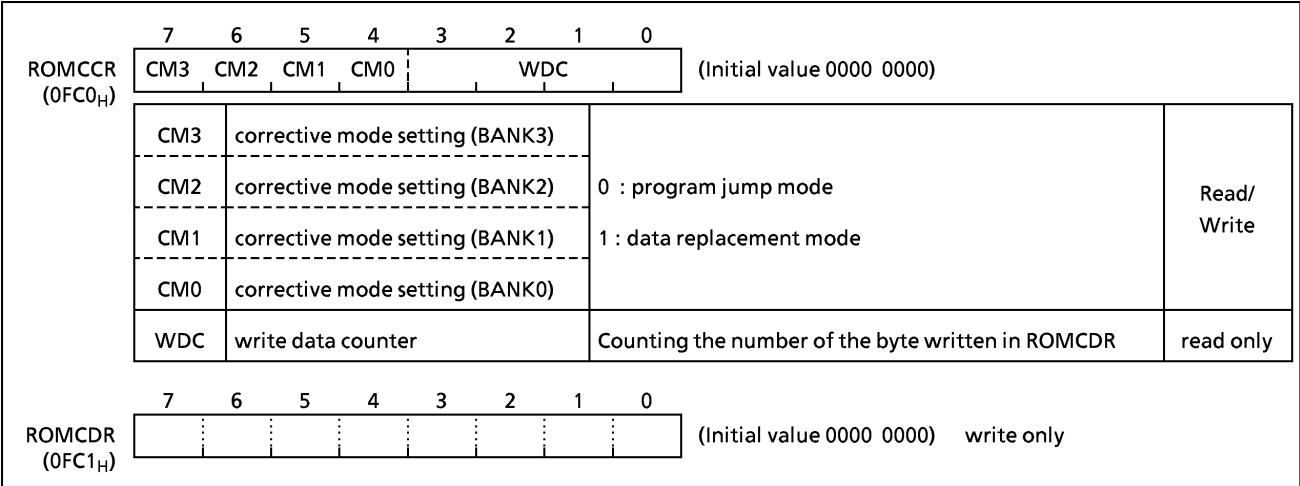 7 6 5 4 3 2 1 0
ROMCCR CM3 CM2 CM1 CM0 WDC (Initial value 0000 0000)
(0FC0H)
CM3 corrective mode setting (BANK3)
CM2 corrective mode setting (BANK2) 0 : program jump mode Read/
Write
CM1 corrective mode setting (BANK1) 1 : data replacement mode
CM0 corrective mode setting (BANK0)
WDC write data counter Counting the number of the byte written in ROMCDR read only
7 6 5 4 3 2 1 0
ROMCDR (Initial value 0000 0000) write only
(0FC1H)